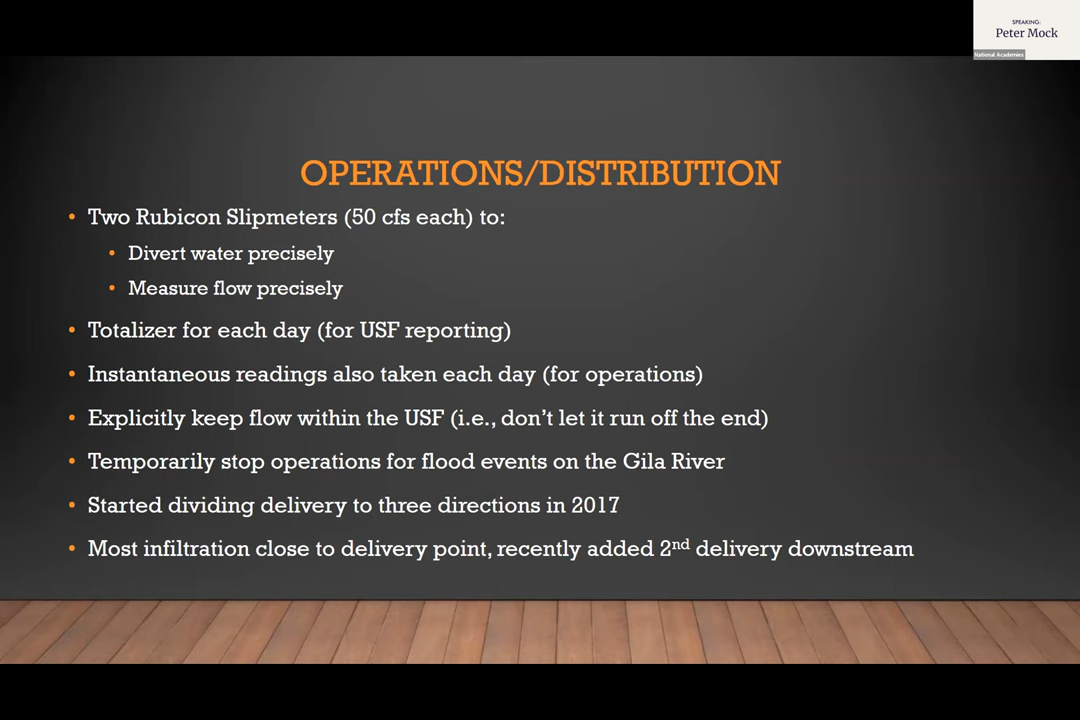 SPEAKING:
Peter Mock
National Academies
OPERATIONS/DISTRIBUTION
• Two Rubicon Slipmeters (50 cfs each) to:
• Divert water precisely
• Measure flow precisely
• Totalizer for each day (for USF reporting)
• Instantaneous readings also taken each day (for operations)
• Explicitly keep flow within the USF (i.e., don't let it run off the end)
• Temporarily stop operations for flood events on the Gila River
• Started dividing delivery to three directions in 2017
• Most infiltration close to delivery point, recently added 2nd delivery downstream